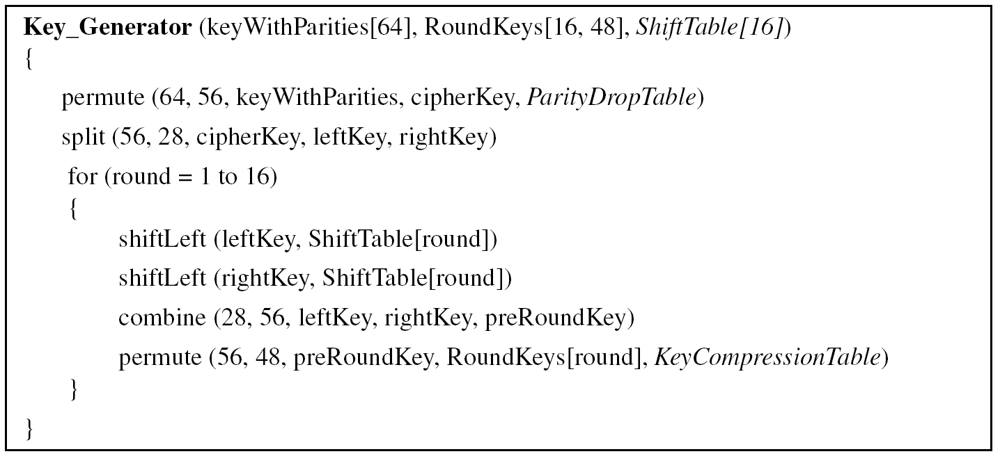 Key_Generator (keyWithParities[64], RoundKeys[16, 48], ShiftTable[16])
{
permute (64, 56, keyWithParities, cipherKey, ParityDropTable)
split (56, 28, cipherKey, leftKey, rightKey)
for (round = 1 to 16)
{
shiftLeft (leftKey, ShiftTable[round])
shiftLeft (rightKey, ShiftTable[round])
combine (28, 56, leftKey, rightKey, preRoundKey)
permute (56, 48, preRoundKey, RoundKeys[round], KeyCompressionTable)
}
}